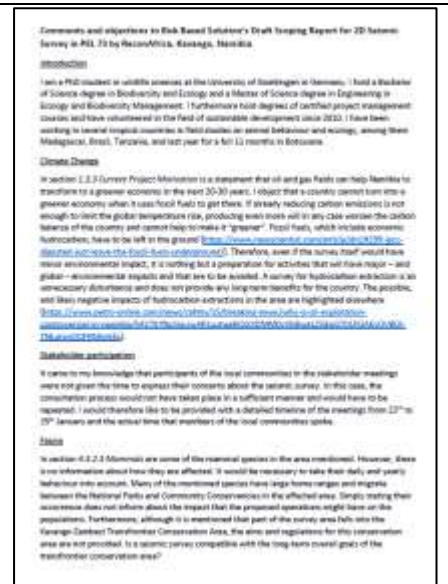 Comments and objections to Risk Based Solution's Draft Scoping Report for 2D Seismic
Survey in PEL 73 by ReconAfrica, Kavango, Namibia
Introduction
I am a PhD student in wildlife sciences at the University of Goettingen in Germany. I hold a Bachelor
of Science degree in Biodiversity and Ecology and a Master of Science degree in Engineering in
Ecology and Biodiversity Management. I furthermore hold degrees of certified project management
courses and have volunteered in the field of sustainable development since 2010. I have been
working in several tropical countries in field studies on animal behaviour and ecology, among them
Madagascar, Brazil, Tanzania, and last year for a full 11 months in Botswana.
Climate Change
In section 1.2.3 Current Project Motivation is a statement that oil and gas fields can help Namibia to
transform to a greener economy in the next 20-30 years. I object that a country cannot turn into a
greener economy when it uses fossil fuels to get there. If already reducing carbon emissions is not
enough to limit the global temperature rise, producing even more will in any case worsen the carbon
balance of the country and cannot help to make it "greener". Fossil fuels, which include economic
hydrocarbon, have to be left in the ground
Therefore, even if the survey itself would have
minor environmental impact, it is nothing but a preparation for activities that will have major – and
global – environmental impacts and that are to be avoided. A survey for hydrocarbon extraction is an
unnecessary disturbance and does not provide any long-term benefits for the country. The possible,
and likely negative impacts of hydrocarbon extractions in the area are highlighted elsewhere
Stakeholder participation
It came to my knowledge that participants of the local communities in the stakeholder meetings
were not given the time to express their concerns about the seismic survey. In this case, the
consultation process would not have taken place in a sufficient manner and would have to be
repeated. I would therefore like to be provided with a detailed timeline of the meetings from 22nd to
January and the actual time that members of the local communities spoke.
Fauna
In section Mammals are some of the mammal species in the area mentioned. However, there
is no information about how they are affected. It would be necessary to take their daily and yearly
behaviour into account. Many of the mentioned species have large home ranges and migrate
between the National Parks and Community Conservancies in the affected area. Simply stating their
occurrence does not inform about the impact that the proposed operations might have on the
populations. Furthermore, although it is mentioned that part of the survey area falls into the
Kavango-Zambezi Transfrontier Conservation Area, the aims and regulations for this conservation
area are not provided. Is a seismic survey compatible with the long-term overall goals of the
transfrontier conservation area?